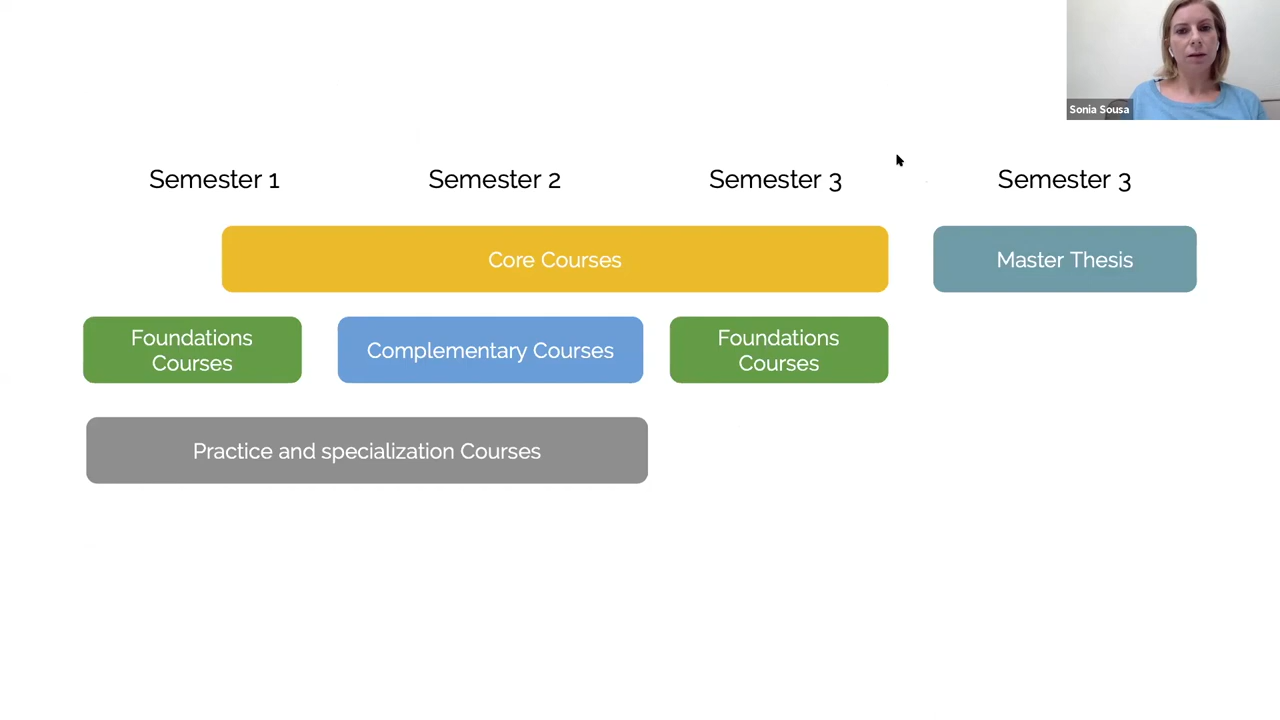 Sonia Sousa
Semester 1
Semester 2
Semester 3
Semester 3
Core Courses
Master Thesis
Foundations
Courses
Complementary Courses
Foundations
Courses
Practice and specialization Courses